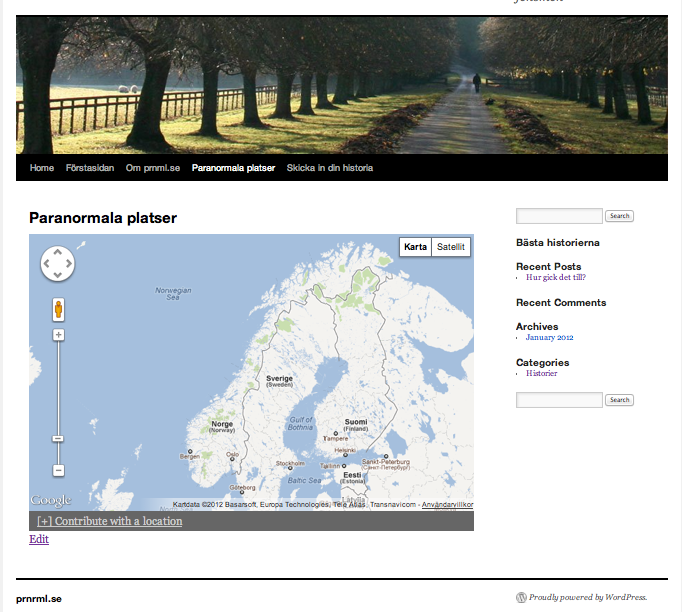 Home Förstasidan Om prnml.se Paranormala platser Skicka in din historia
Paranormala platser
Karta Satellit
Norwegian
Sea
Sverige
(Sweden)
Norge
(Norway)
Gulf of
Bothnia
Suomi
(Finland)
Tampere
Helsinki
Bergen
Oslo
Stockholm
Tallinn
Sankt-Peterburg
(Санкт-Петербург)
Eesti
(Estonia)
Baltic Sea
Göteborg
Latvija
North Sea
Google
Kartdata ©2012 Basarsoft, Europa Technologies, Tele Atlas, Transnavicom - Användarvillkor
[+] Contribute with a location
Edit
Search
Bästa historierna
Recent Posts
Hur gick det till?
Recent Comments
Archives
January 2012
Categories
Historier
Search
prnrml.se
Proudly powered by WordPress.